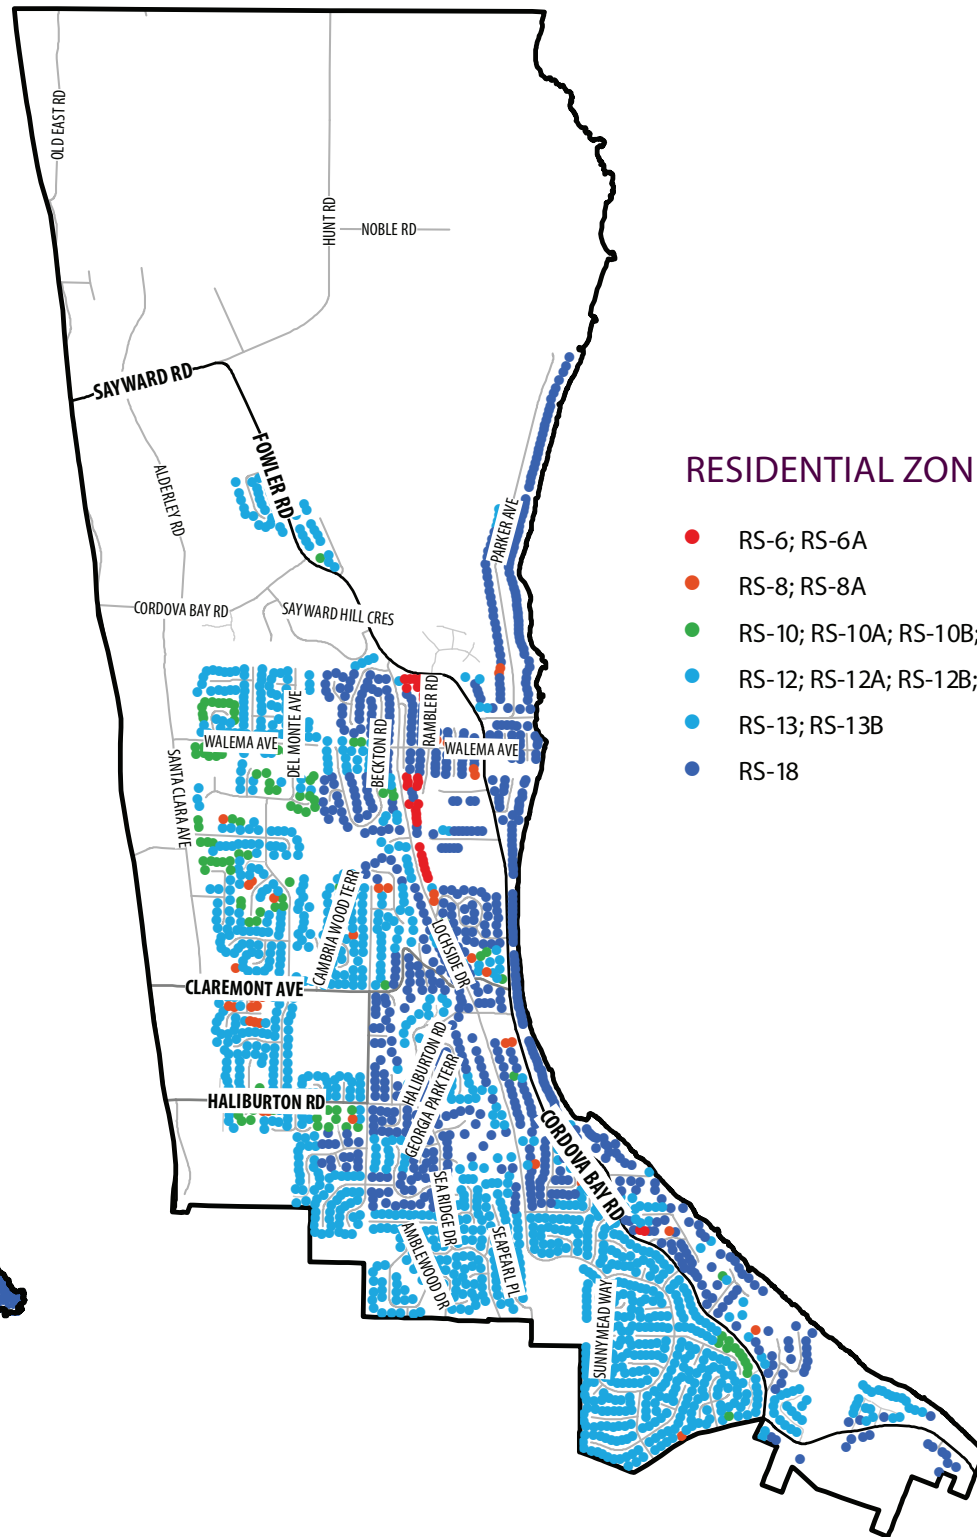 OLD EAST RD
HUNT RD
NOBLE RD
SAYWARD RD
FOWLER RD
ALDERLEY RD
PARKER AVE
CORDOVA BAY RD
SAYWARD HILL CRES
RESIDENTIAL ZON
RS-6; RS-6A
RS-8; RS-8A
RS-10; RS-10A; RS-10B;
RS-12; RS-12A; RS-12B;
RS-13; RS-13B
RS-18
DEL MONTE AVE
RAMBLER RD
BECKTON RD
WALEMA AVE
WALEMA AVE
SANTA CLARA AVE
CAMBRIA WOOD TERR
LOCHSIDE DR
CLAREMONT AVE
HALIBURTON RD
GEORGIA PARK TERR
HALIBURTON RD
CORDOVA BAY RD
SEA RIDGE DR
AMBLEWOOD DR
SEAPEARL PL
SUNNYMEAD WAY